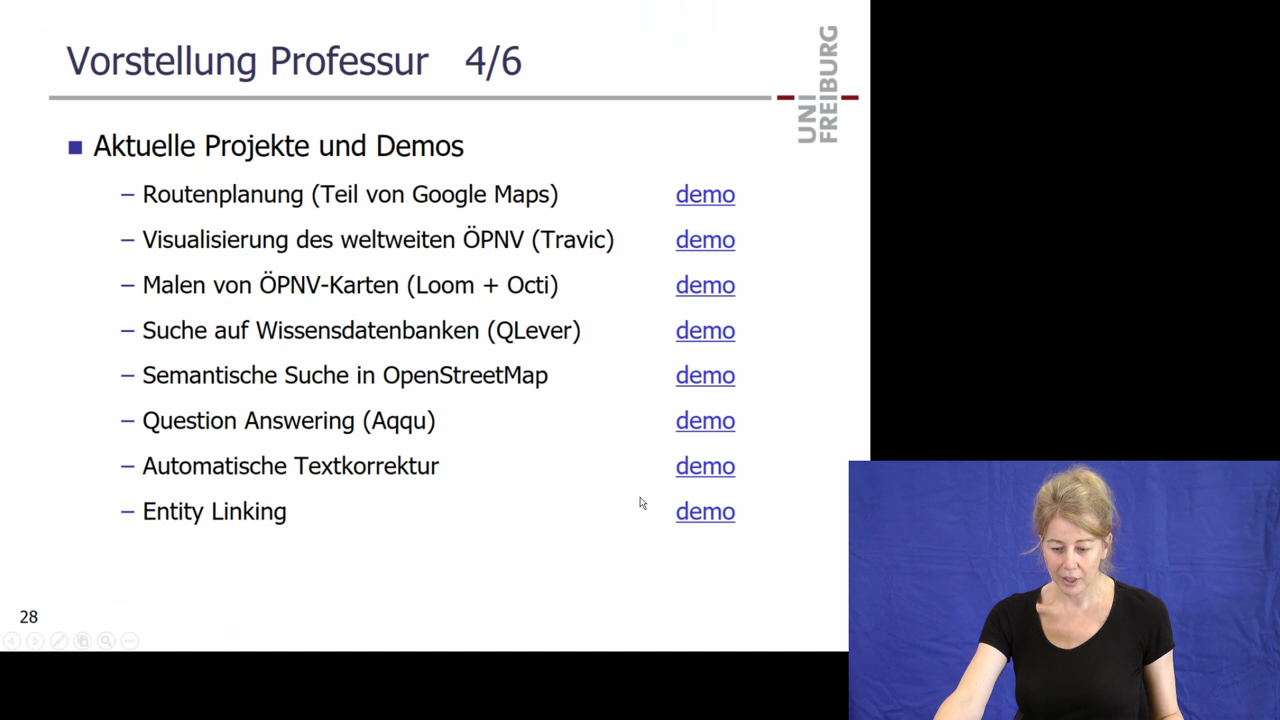 Vorstellung Professur 4/6
UNI
FREIBURG
Aktuelle Projekte und Demos
– Routenplanung (Teil von Google Maps) demo
– Visualisierung des weltweiten ÖPNV (Travic) demo
– Malen von ÖPNV-Karten (Loom + Octi) demo
– Suche auf Wissensdatenbanken (QLever) demo
– Semantische Suche in OpenStreetMap demo
– Question Answering (Aqqu) demo
– Automatische Textkorrektur demo
– Entity Linking demo
28